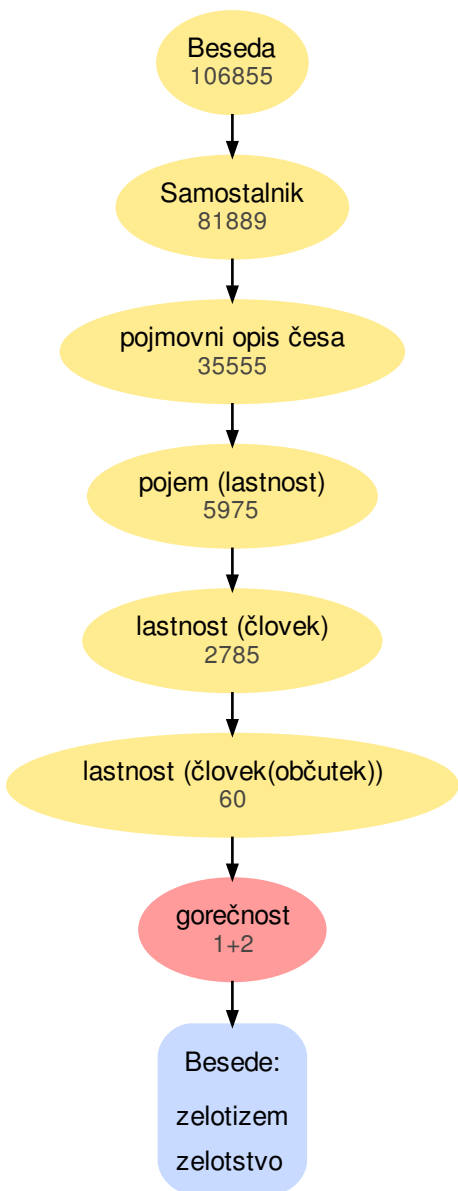 Beseda
106855
Samostalnik
81889
pojmovni opis česa
35555
pojem (lastnost)
5975
lastnost (človek)
2785
lastnost (človek(občutek))
60
gorečnost
1+2
Besede:
zelotizem
zelotstvo